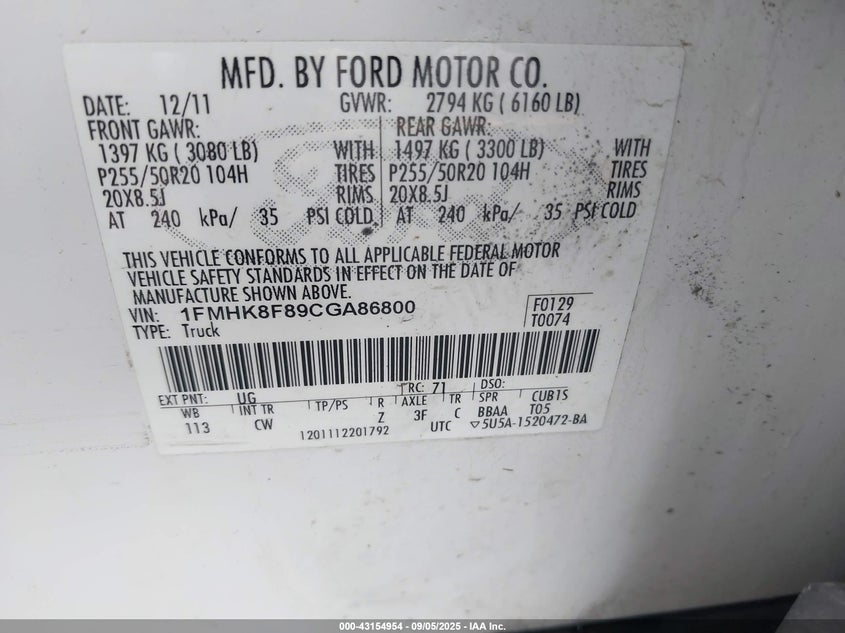 MFD. BY FORD MOTOR CO.
DATE: 12/11 GVWR: 2794 KG ( 6160 LB)
FRONT GAWR: REAR GAWR:
1397 KG ( 3080 LB) WITH 1497 KG ( 3300 LB) WITH
P255/50R20 104H TIRES P255/50R20 104H TIRES
20X8.5J RIMS 20X8.5J RIMS
AT 240 kPa/ 35 PSI COLD AT 240 kPa/ 35 PSI COLD
THIS VEHICLE CONFORMS TO ALL APPLICABLE FEDERAL MOTOR
VEHICLE SAFETY STANDARDS IN EFFECT ON THE DATE OF
MANUFACTURE SHOWN ABOVE.
VIN: 1FMHK8F89CGA86800 F0129
TYPE: Truck T0074
EXT PNT: UG RC: 71 DSO:
WB INT TR TP/PS R AXLE TR SPR CUB1S
113 CW Z 3F C BBAA T05
1201112201792 UTC ▽5U5A-1520472-BA
000-43154954 - 09/05/2025 - IAA Inc.